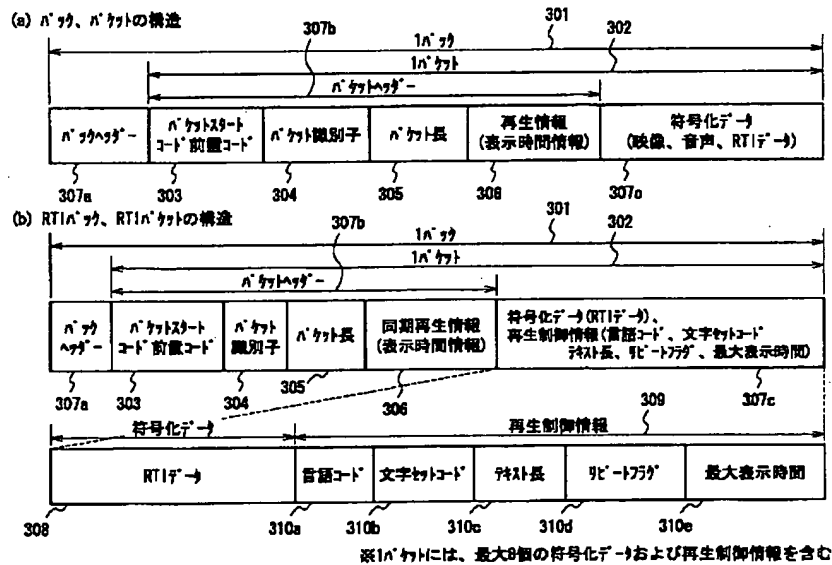 (a) パック、パケットの構造
307b
301
302
1パック
1パケット
パケットヘッダー
パックヘッダー
パケットスタート
コード前置コード
パケット識別子
パケット長
再生情報
(表示時間情報)
符号化データ
(映像、音声、RTIデータ)
307a
303
304
305
306
307c
(b) RTIパック、RTIパケットの構造
307b
301
302
1パック
1パケット
パケットヘッダー
パック
ヘッダー
パケットスタート
コード前置コード
パケット
識別子
パケット長
同期再生情報
(表示時間情報)
符号化データ(RTIデータ)、
再生制御情報(言語コード、文字セットコード
テキスト長、リピートフラグ、最大表示時間)
307a
303
304
305
306
307c
符号化データ
309
再生制御情報
RTIデータ
言語コード
文字セットコード
テキスト長
リピートフラグ
最大表示時間
308
310a
310b
310c
310d
310e
※1パケットには、最大8個の符号化データおよび再生制御情報を含む